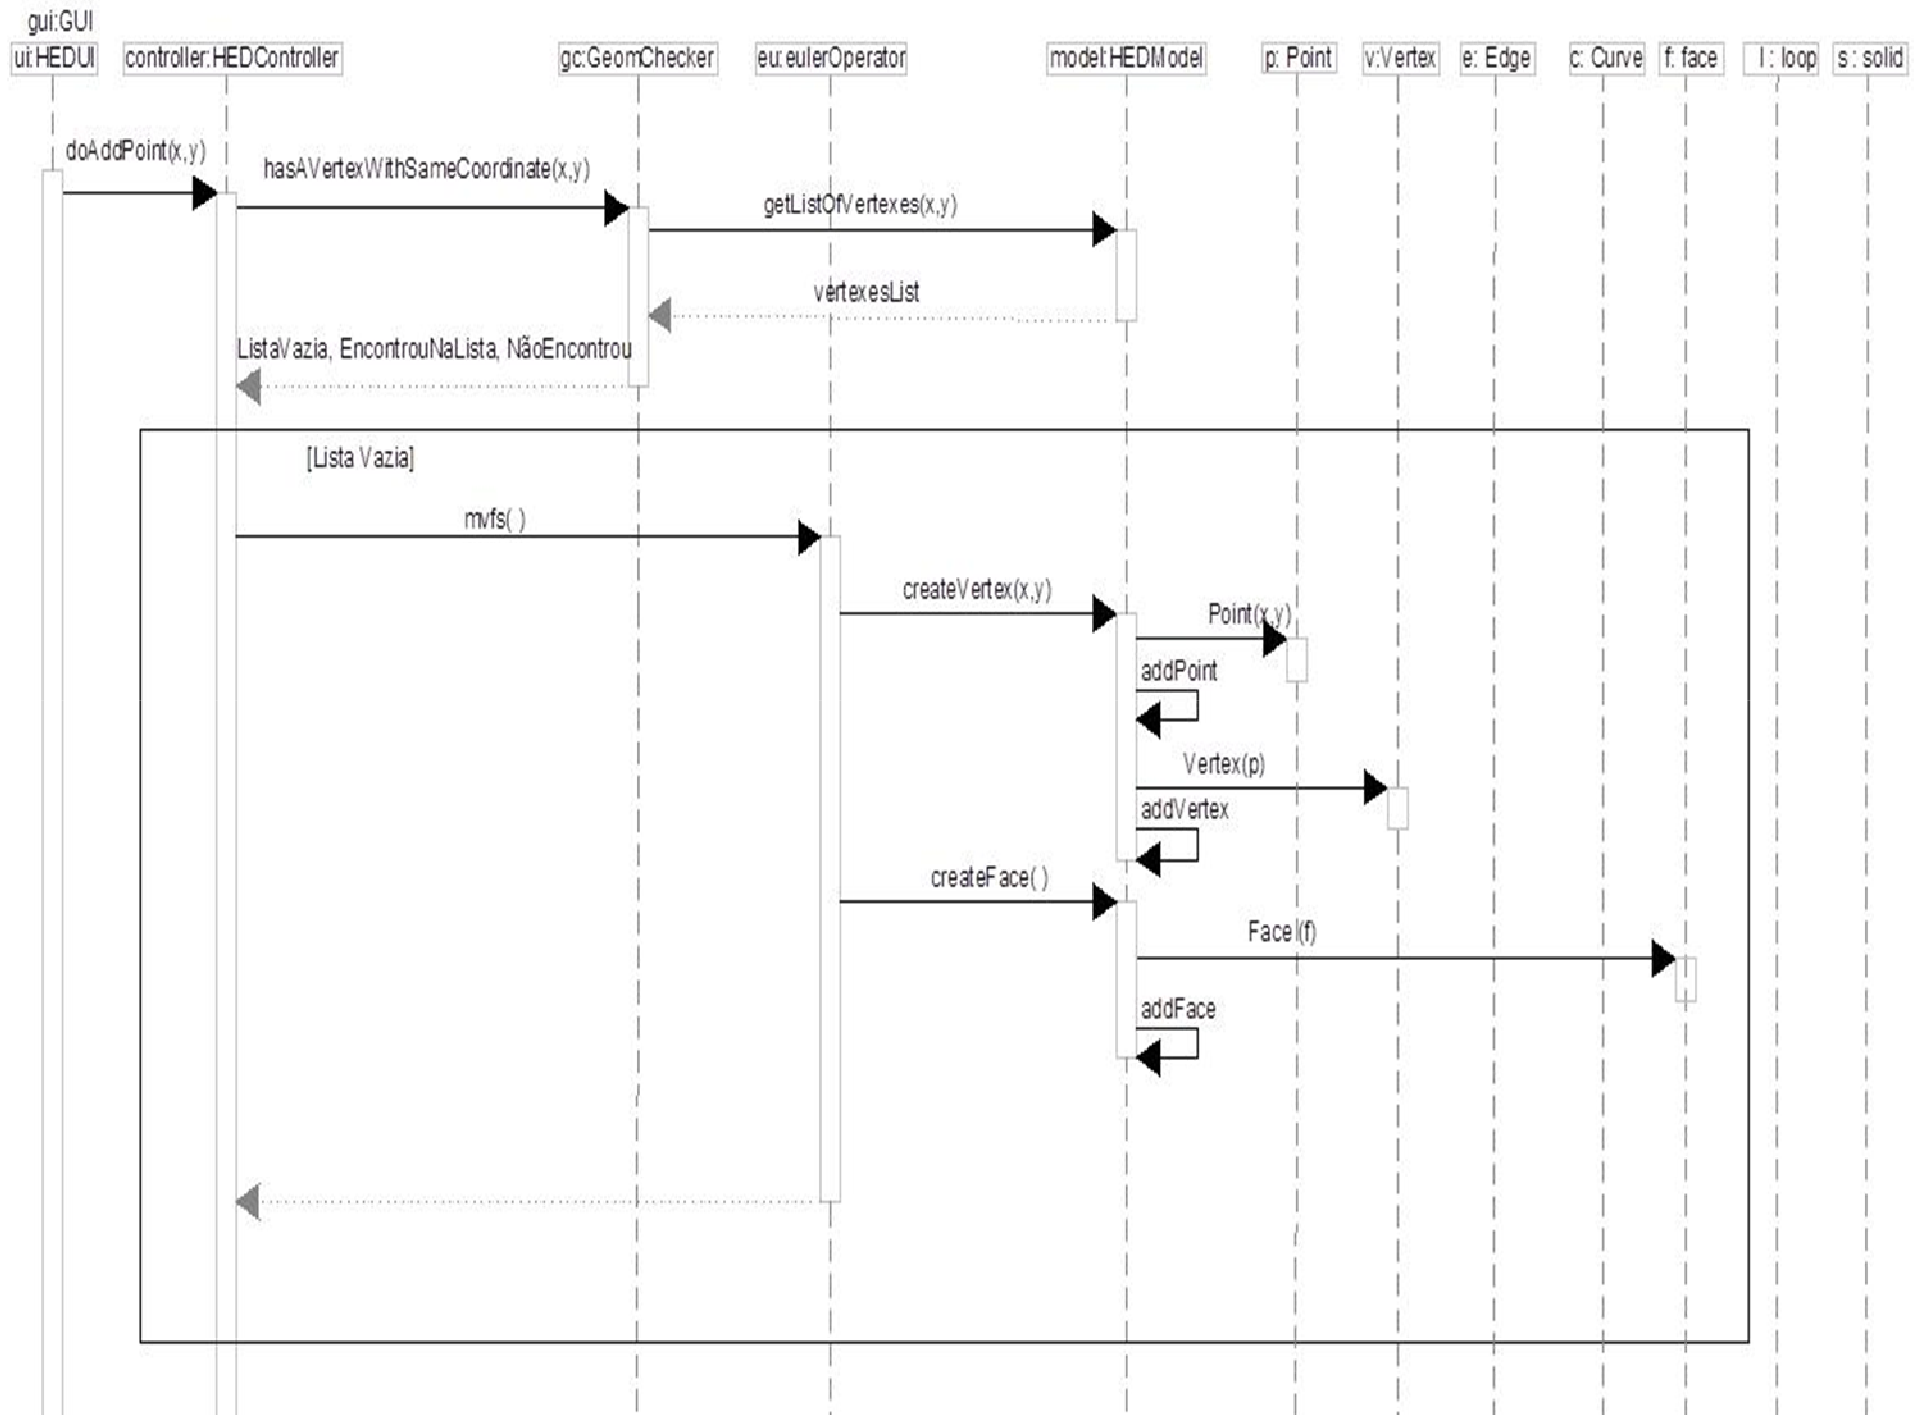 gui:GUI
ui:HEDUI
controller:HEDController
gc:GeomChecker
eu:eulerOperator
model:HEDModel
p: Point
v:Vertex
e: Edge
c: Curve
f: face
l : loop
s : solid
doAddPoint(x,y)
hasAVertexWithSameCoordinate(x,y)
getListOfVertexes(x,y)
vertexesList
ListaVazia, EncontrouNaLista, NãoEncontrou
[Lista Vazia]
mvfs( )
createVertex(x,y)
Point(x,y)
addPoint
Vertex(p)
addVertex
createFace( )
Face (f)
addFace